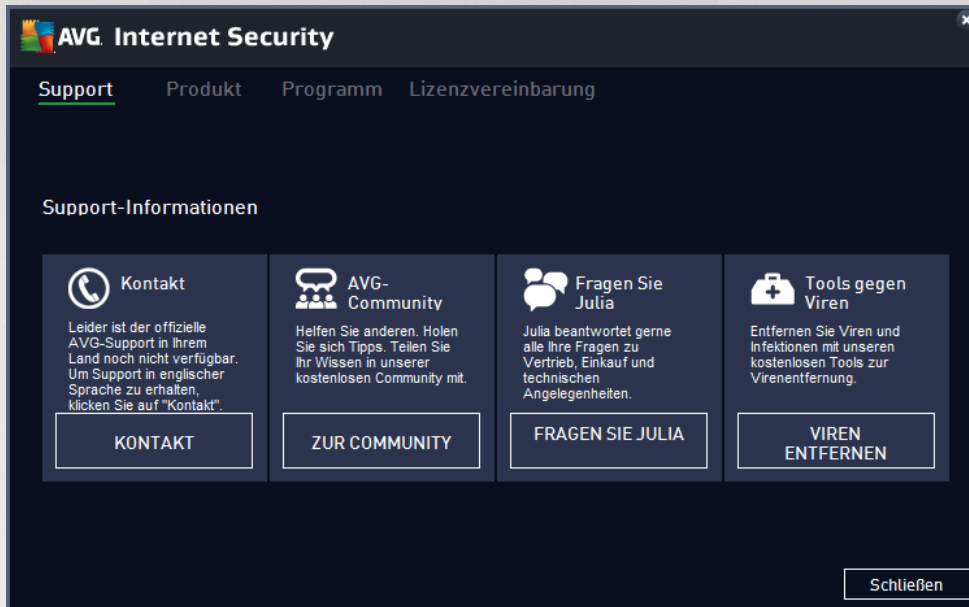 AVG. Internet Security
Support Produkt Programm Lizenzvereinbarung
Support-Informationen
Kontakt
Leider ist der offizielle
AVG-Support in Ihrem
Land noch nicht verfügbar.
Um Support in englischer
Sprache zu erhalten,
klicken Sie auf "Kontakt".
KONTAKT
AVG-
Community
Helfen Sie anderen. Holen
Sie sich Tipps. Teilen Sie
Ihr Wissen in unserer
kostenlosen Community mit.
ZUR COMMUNITY
Fragen Sie
Julia
Julia beantwortet gerne
alle Ihre Fragen zu
Vertrieb, Einkauf und
technischen
Angelegenheiten.
FRAGEN SIE JULIA
Tools gegen
Viren
Entfernen Sie Viren und
Infektionen mit unseren
kostenlosen Tools zur
Virenentfernung.
VIREN
ENTFERNEN
Schließen